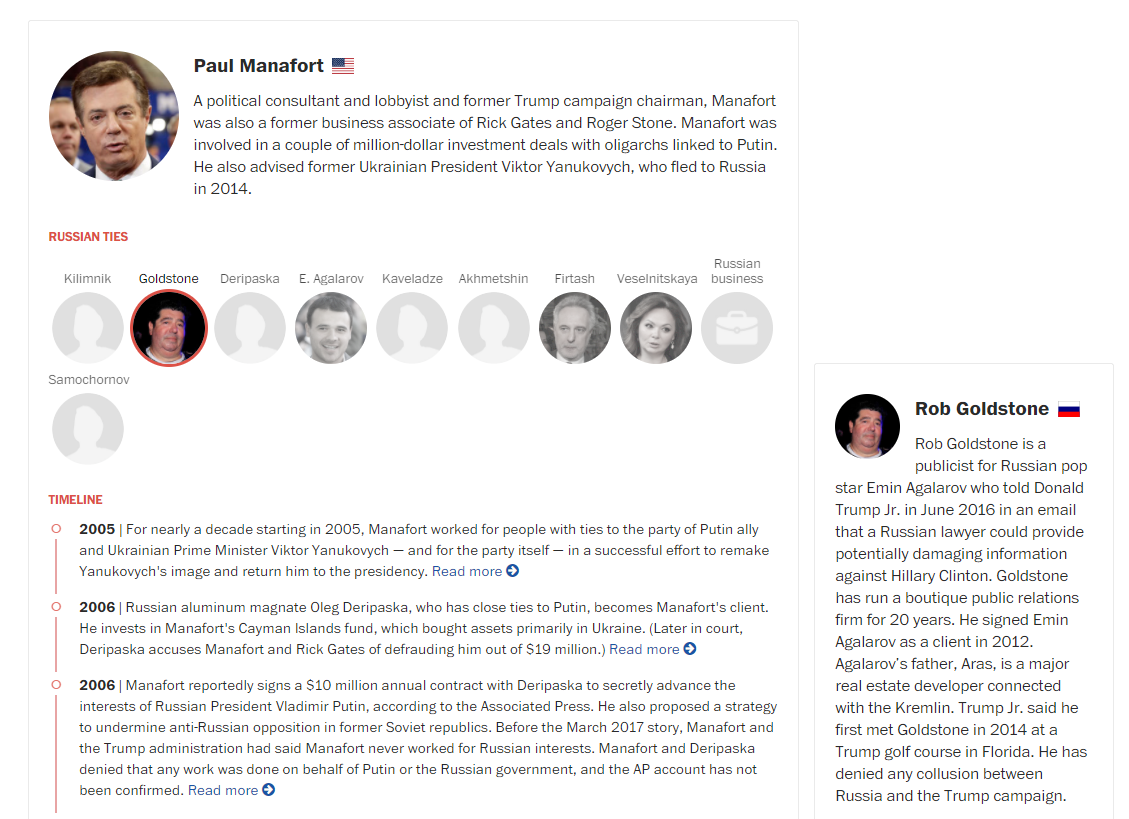 Paul Manafort
A political consultant and lobbyist and former Trump campaign chairman, Manafort
was also a former business associate of Rick Gates and Roger Stone. Manafort was
involved in a couple of million-dollar investment deals with oligarchs linked to Putin.
He also advised former Ukrainian President Viktor Yanukovych, who fled to Russia
in 2014.
RUSSIAN TIES
Kilimnik
Goldstone
Deripaska
E. Agalarov
Kaveladze
Akhmetshin
Firtash
Veselnitskaya
Russian
business
Samochornov
TIMELINE
2005 | For nearly a decade starting in 2005, Manafort worked for people with ties to the party of Putin ally
and Ukrainian Prime Minister Viktor Yanukovych — and for the party itself — in a successful effort to remake
Yanukovych's image and return him to the presidency. Read more
2006 | Russian aluminum magnate Oleg Deripaska, who has close ties to Putin, becomes Manafort's client.
He invests in Manafort's Cayman Islands fund, which bought assets primarily in Ukraine. (Later in court,
Deripaska accuses Manafort and Rick Gates of defrauding him out of $19 million.) Read more
2006 | Manafort reportedly signs a $10 million annual contract with Deripaska to secretly advance the
interests of Russian President Vladimir Putin, according to the Associated Press. He also proposed a strategy
to undermine anti-Russian opposition in former Soviet republics. Before the March 2017 story, Manafort and
the Trump administration had said Manafort never worked for Russian interests. Manafort and Deripaska
denied that any work was done on behalf of Putin or the Russian government, and the AP account has not
been confirmed. Read more
Rob Goldstone
Rob Goldstone is a
publicist for Russian pop
star Emin Agalarov who told Donald
Trump Jr. in June 2016 in an email
that a Russian lawyer could provide
potentially damaging information
against Hillary Clinton. Goldstone
has run a boutique public relations
firm for 20 years. He signed Emin
Agalarov as a client in 2012.
Agalarov's father, Aras, is a major
real estate developer connected
with the Kremlin. Trump Jr. said he
first met Goldstone in 2014 at a
Trump golf course in Florida. He has
denied any collusion between
Russia and the Trump campaign.